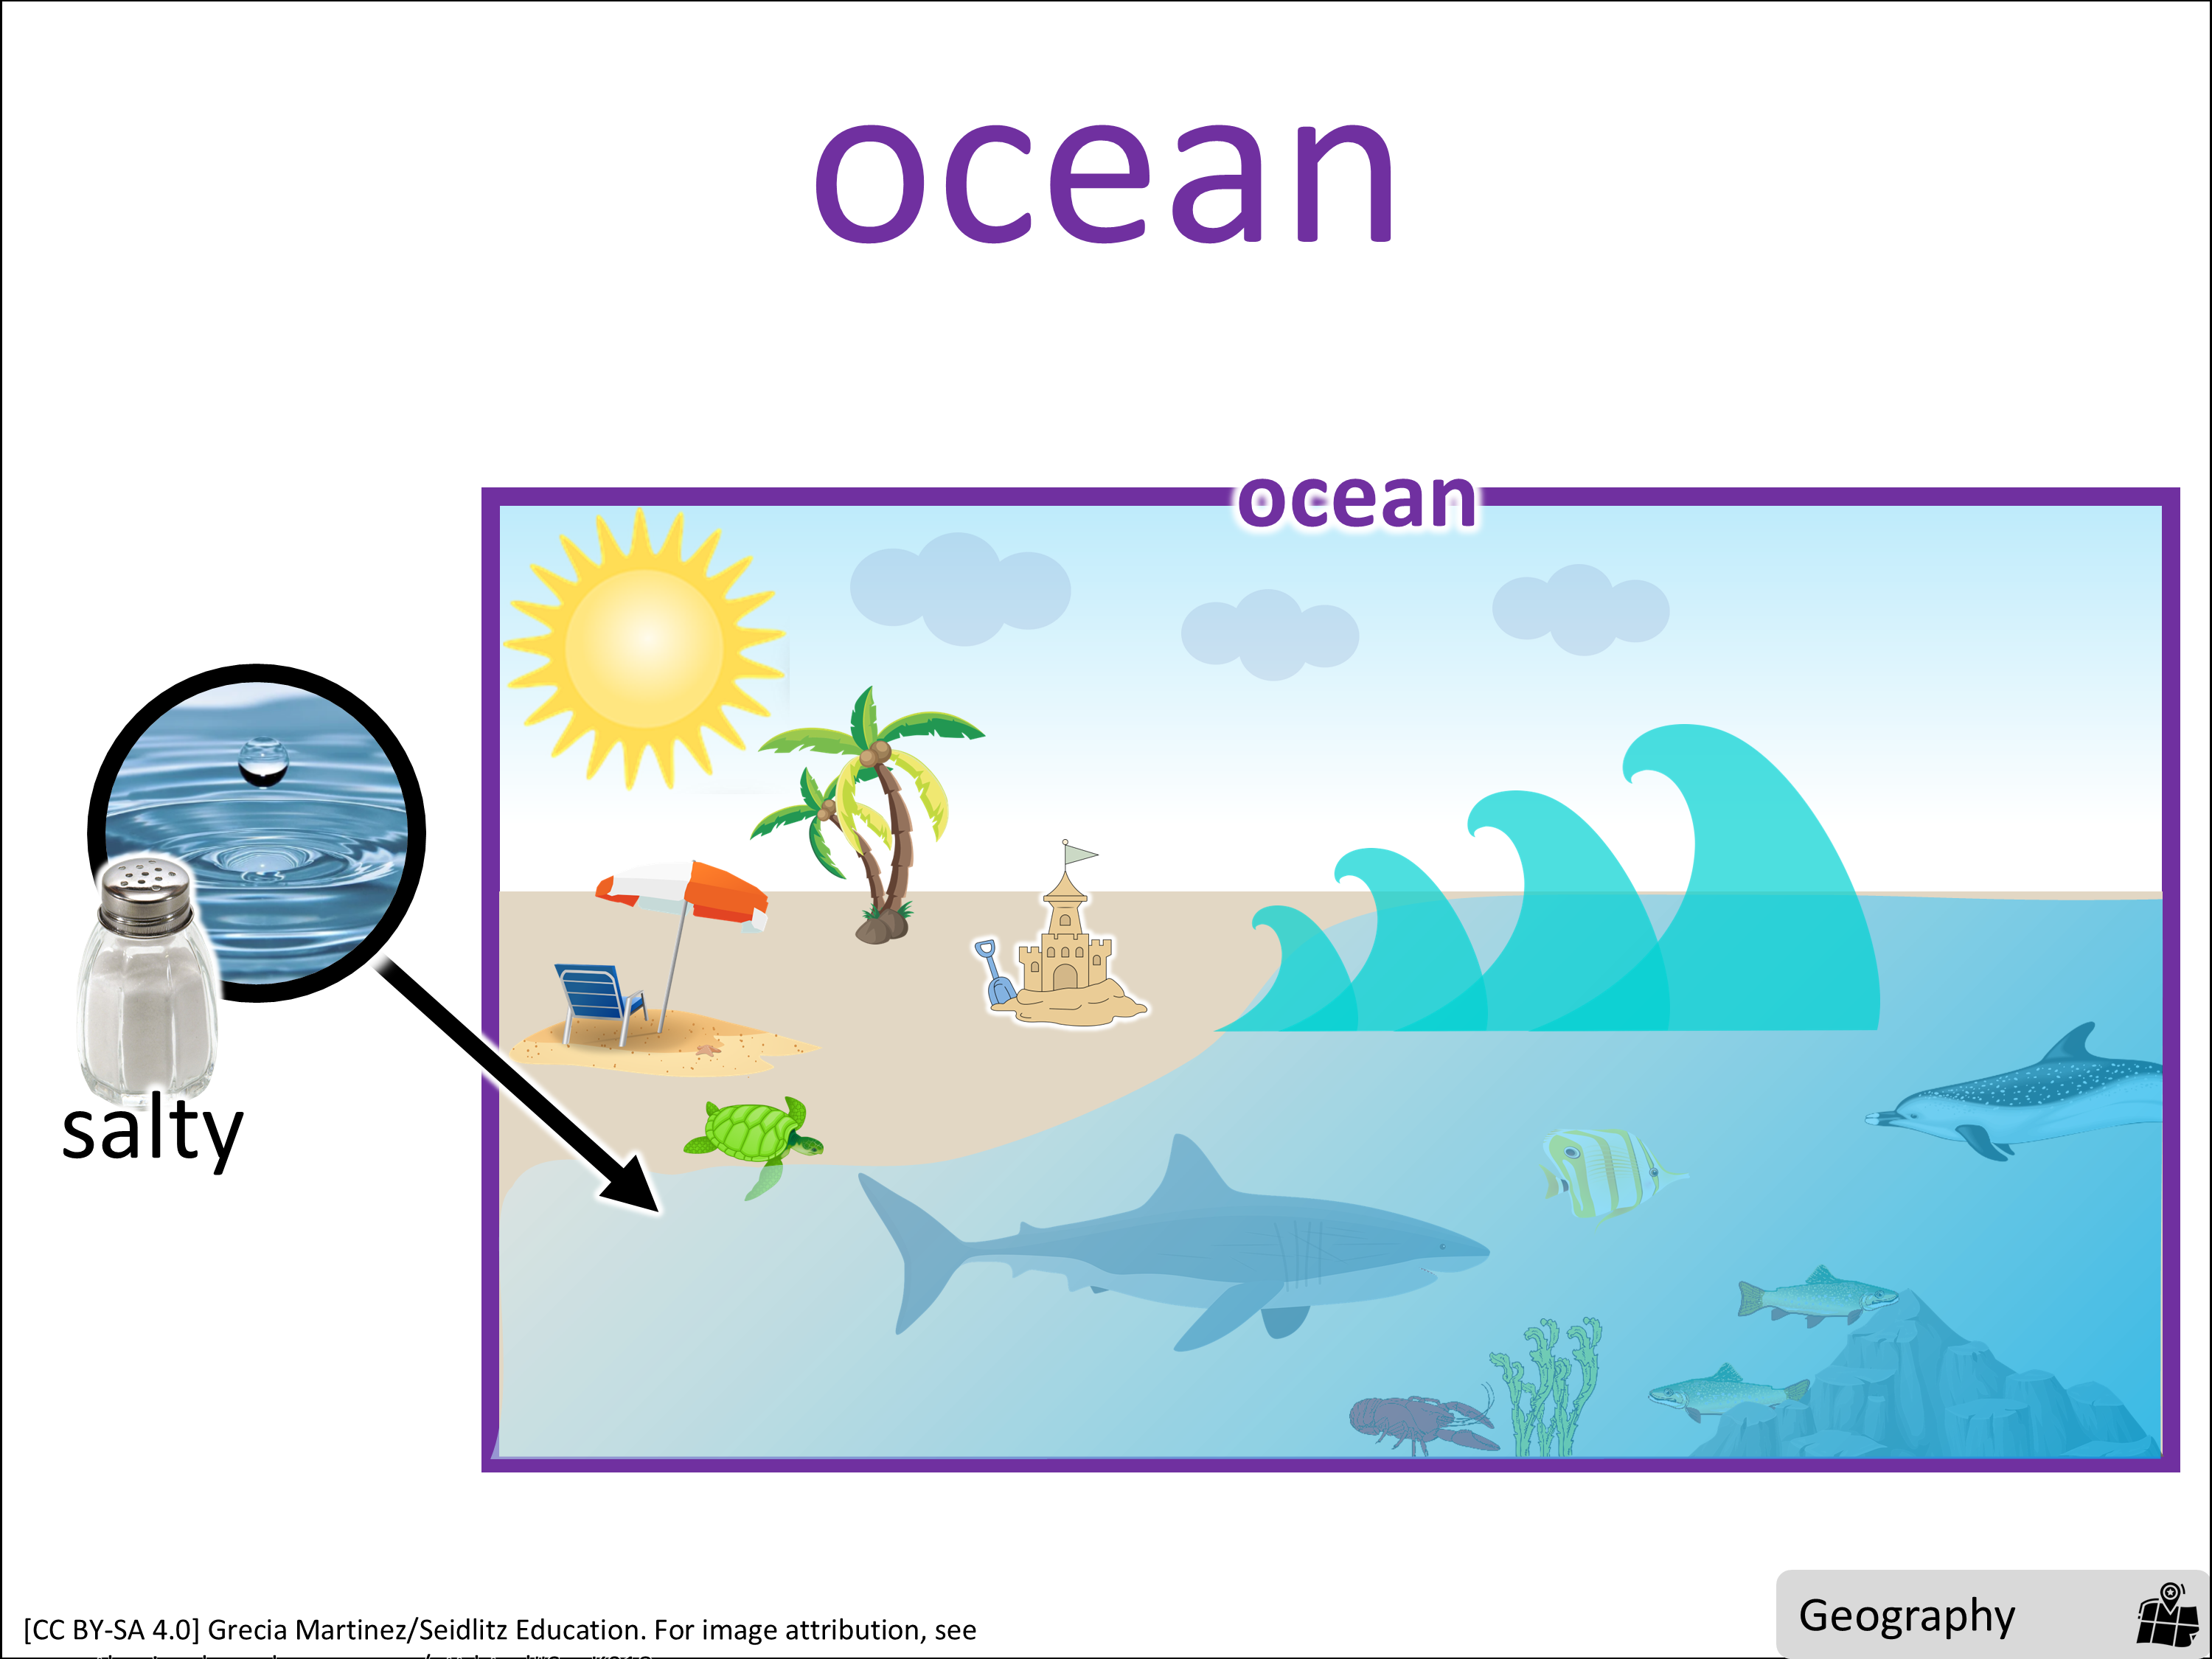 ocean
ocean
salty
[CC BY-SA 4.0] Grecia Martinez/Seidlitz Education. For image attribution, see
Geography